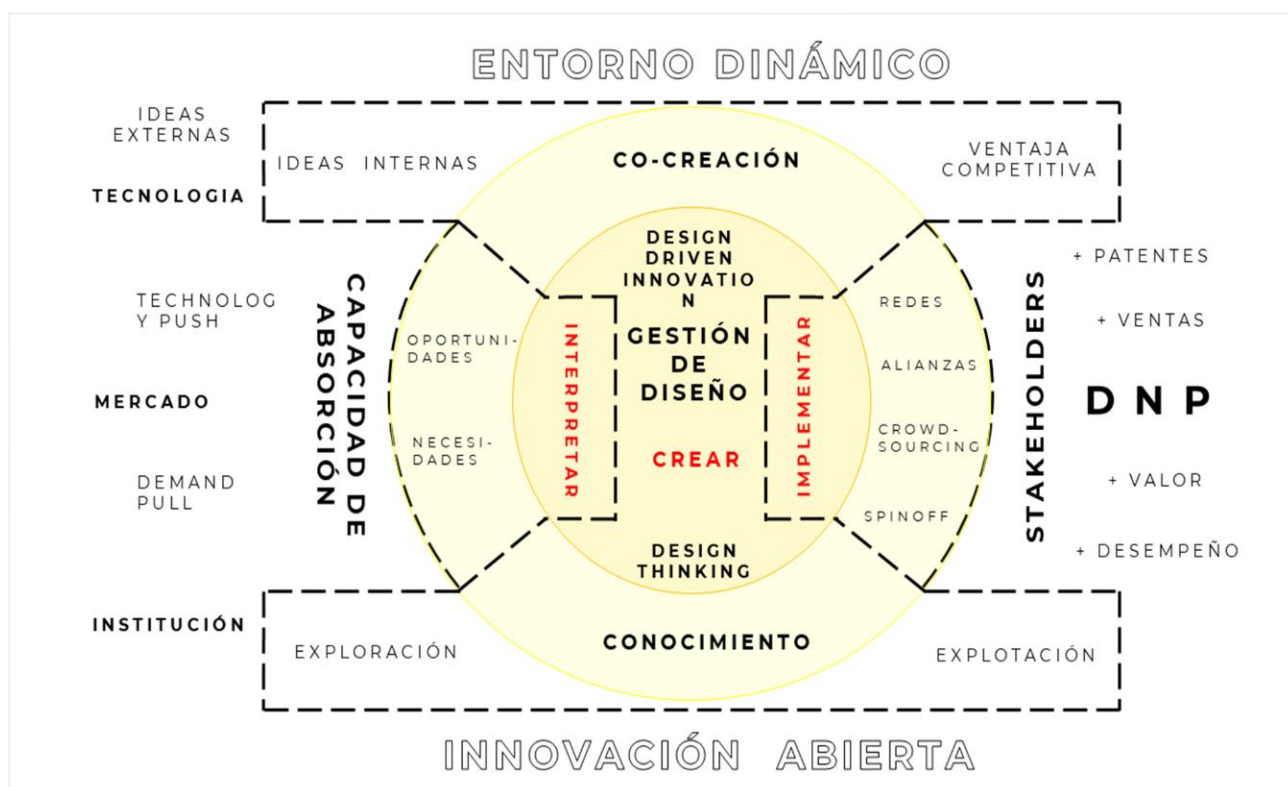 ENTORNO DINÁMICO
IDEAS
EXTERNAS
IDEAS INTERNAS
CO-CREACIÓN
VENTAJA
COMPETITIVA
TECNOLOGIA
DESIGN
DRIVEN
INNOVATIO
N
CAPACIDAD DE
ABSORCIÓN
TECHNOLOG
Y PUSH
OPORTUNI-
DADES
INTERPRETAR
GESTIÓN
DE
DISEÑO
IMPLEMENTAR
REDES
ALIANZAS
STAKEHOLDERS
+ PATENTES
+ VENTAS
MERCADO
DNP
NECESI-
DADES
CREAR
CROWD-
SOURCING
DEMAND
PULL
SPINOFF
+ VALOR
+ DESEMPEÑO
DESIGN
THINKING
INSTITUCIÓN
EXPLORACIÓN
CONOCIMIENTO
EXPLOTACIÓN
INNOVACIÓN ABIERTA